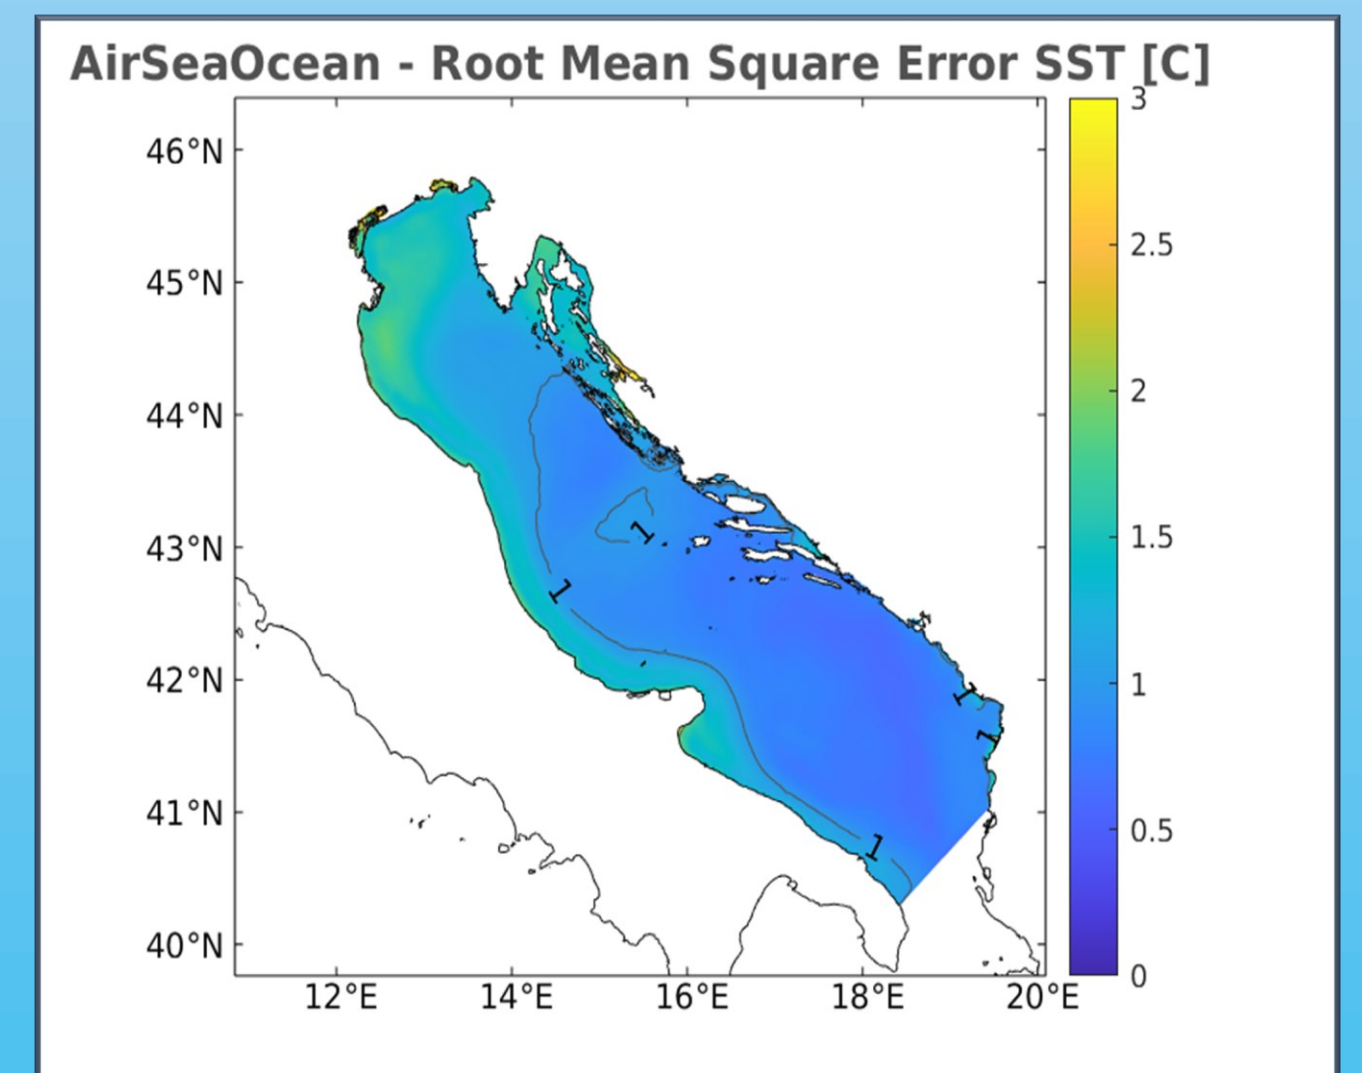 AirSeaOcean - Root Mean Square Error SST [C]
46°N
45°N
44°N
43°N
42°N
41°N
40°N
12°E 14°E 16°E 18°E 20°E
3
2.5
2
1.5
1
0.5
0
1
1
1
1
1